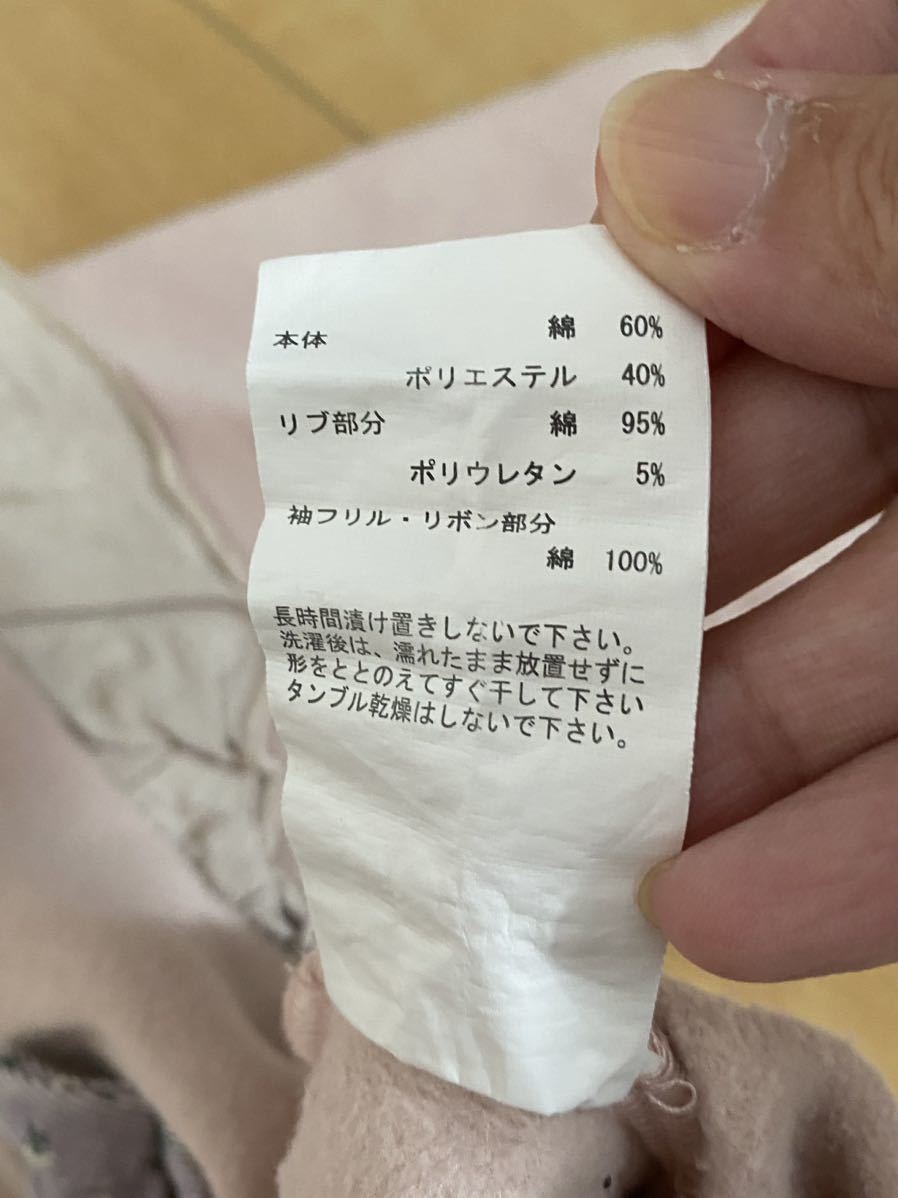 本体 綿 60%
ポリエステル 40%
リブ部分 綿 95%
ポリウレタン 5%
袖フリル・リボン部分
綿 100%
長時間漬け置きしないで下さい。
洗濯後は、濡れたまま放置せずに
形をととのえてすぐ干して下さい
タンブル乾燥はしないで下さい。